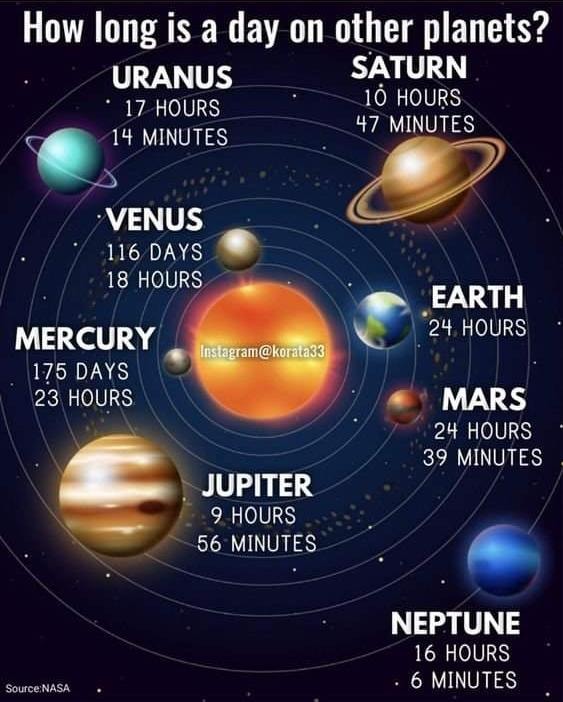 How long is a day on other planets?
URANUS
17 HOURS
14 MINUTES
SATURN
10 HOURS
47 MINUTES
VENUS
116 DAYS
18 HOURS
EARTH
24 HOURS
MERCURY
175 DAYS
23 HOURS
Instagram@korata33
MARS
24 HOURS
39 MINUTES
JUPITER
9 HOURS
56 MINUTES
NEPTUNE
16 HOURS
6 MINUTES
Source:NASA